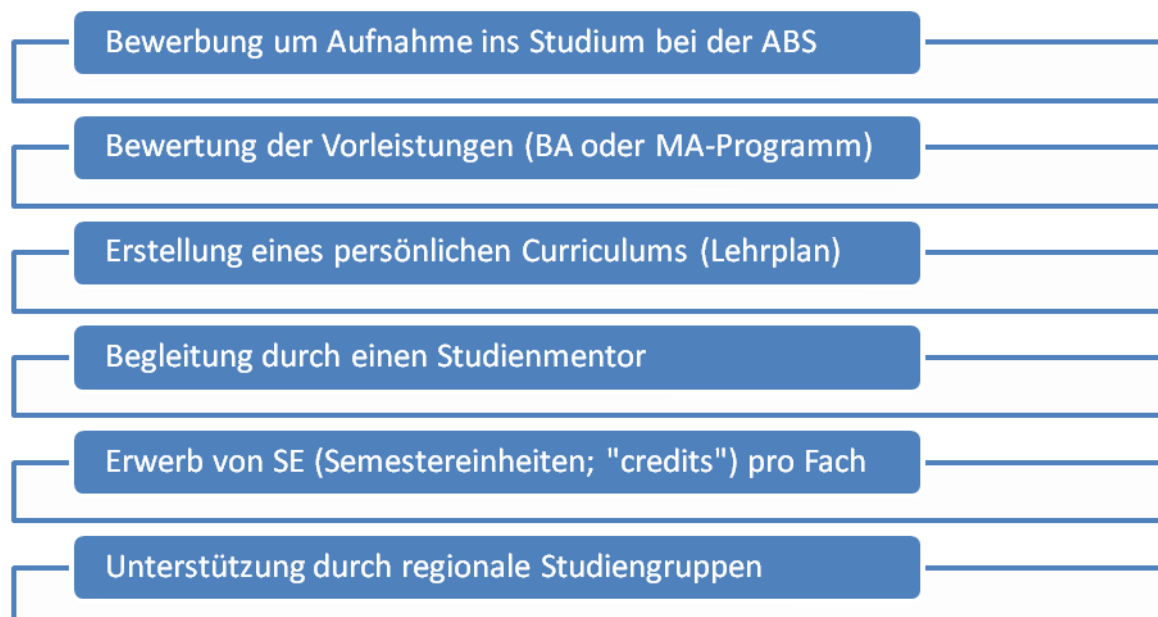 Bewerbung um Aufnahme ins Studium bei der ABS
Bewertung der Vorleistungen (BA oder MA-Programm)
Erstellung eines persönlichen Curriculums (Lehrplan)
Begleitung durch einen Studienmentor
Erwerb von SE (Semestereinheiten; "credits") pro Fach
Unterstützung durch regionale Studiengruppen